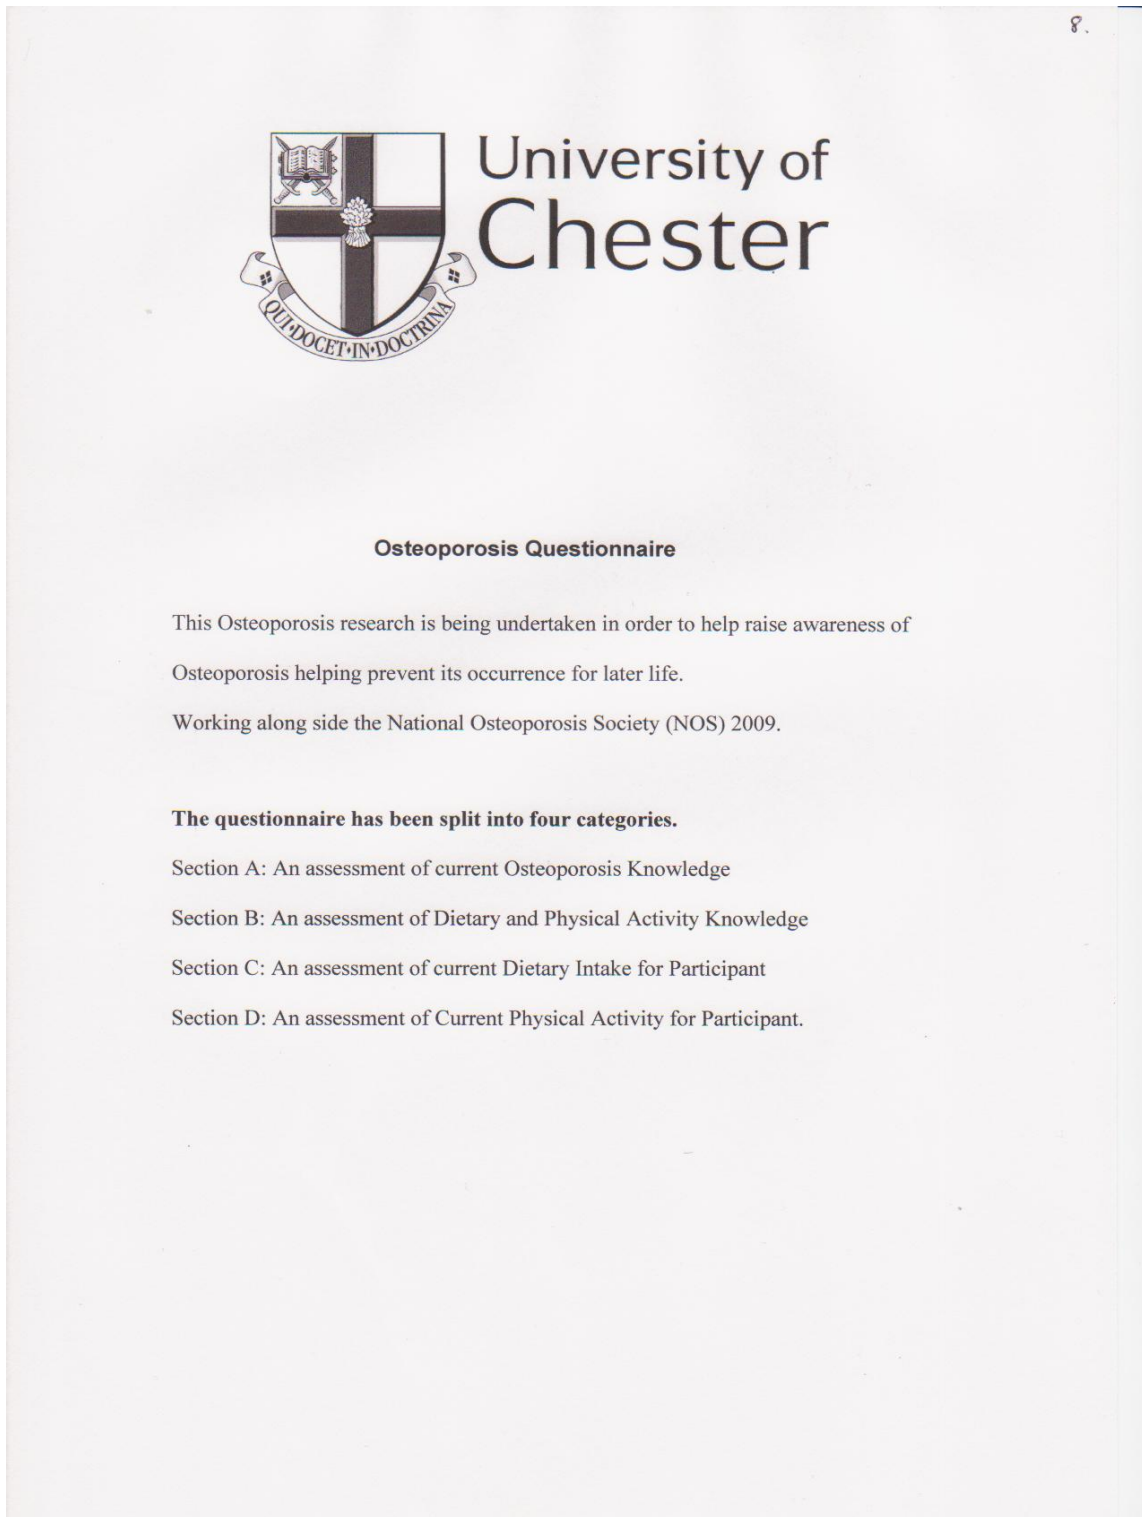 8.
University of
Chester
QUI·DOCET·IN·DOCTRINA
Osteoporosis Questionnaire
This Osteoporosis research is being undertaken in order to help raise awareness of
Osteoporosis helping prevent its occurrence for later life.
Working along side the National Osteoporosis Society (NOS) 2009.
The questionnaire has been split into four categories.
Section A: An assessment of current Osteoporosis Knowledge
Section B: An assessment of Dietary and Physical Activity Knowledge
Section C: An assessment of current Dietary Intake for Participant
Section D: An assessment of Current Physical Activity for Participant.